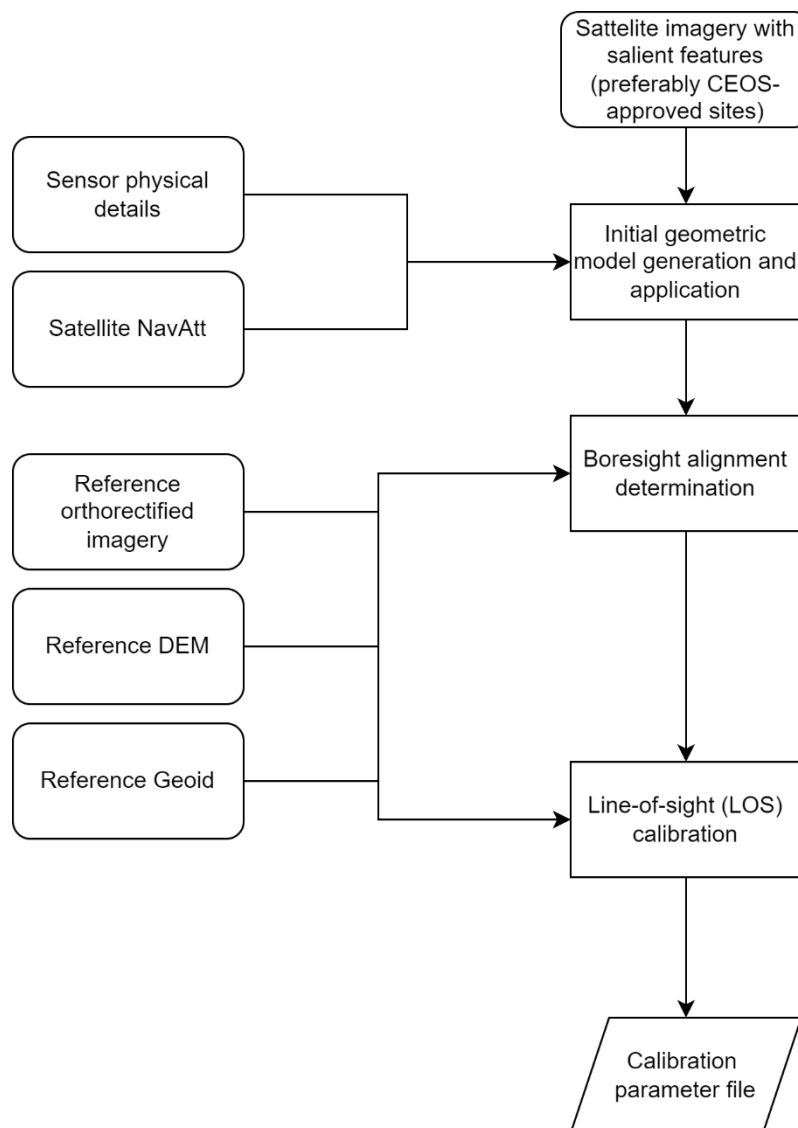 Sattelite imagery with
salient features
(preferably CEOS-
approved sites)
Sensor physical
details
Initial geometric
model generation and
application
Satellite NavAtt
Boresight alignment
determination
Reference
orthorectified
imagery
Reference DEM
Reference Geoid
Line-of-sight (LOS)
calibration
Calibration
parameter file